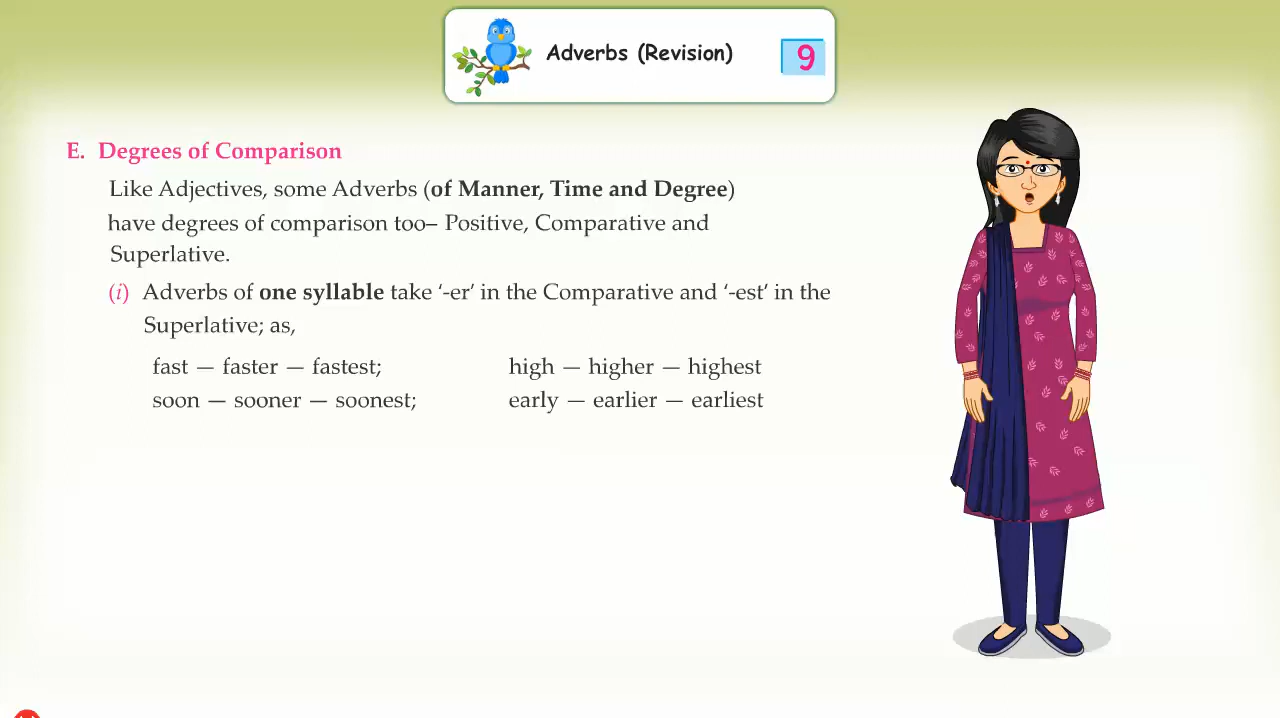 Adverbs (Revision)
9
E. Degrees of Comparison
Like Adjectives, some Adverbs (of Manner, Time and Degree)
have degrees of comparison too– Positive, Comparative and
Superlative.
(i) Adverbs of one syllable take ‘-er’ in the Comparative and ‘-est’ in the
Superlative; as,
fast — faster — fastest; high — higher — highest
soon — sooner — soonest; early — earlier — earliest